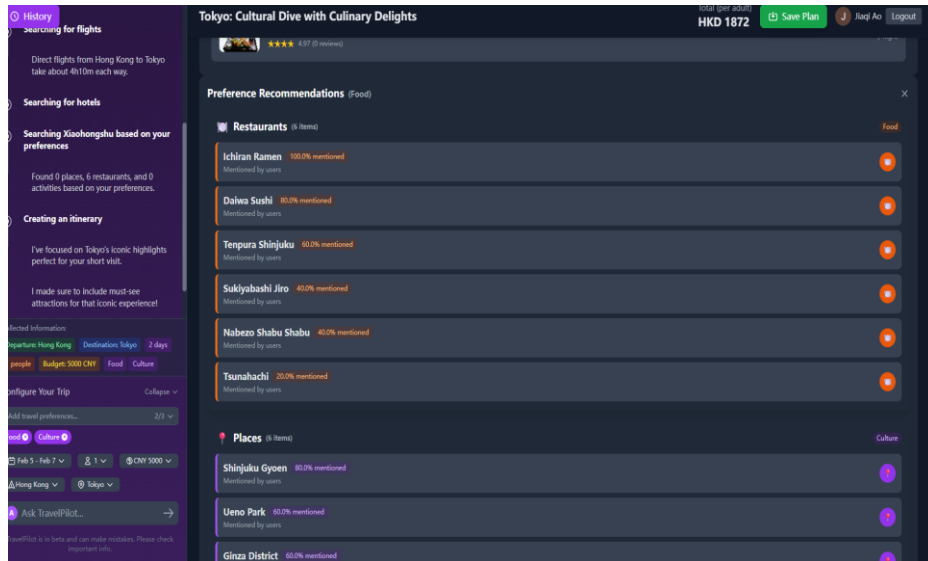 History
Searching for flights
Direct flights from Hong Kong to Tokyo
take about 4h10m each way.
Searching for hotels
Searching Xiaohongshu based on your
preferences
Found 0 places, 6 restaurants, and 0
activities based on your preferences.
Creating an itinerary
I've focused on Tokyo's iconic highlights
perfect for your short visit.
I made sure to include must-see
attractions for that iconic experience!
llected Information:
Departure: Hong Kong Destination: Tokyo 2 days
people Budget: 5000 CNY Food Culture
onfigure Your Trip Collapse
Add travel preferences... 2/3
ood Culture
Feb 5 - Feb 7 1 CNY 5000
Hong Kong Tokyo
A Ask TravelPilot...
TravelPilot is in beta and can make mistakes. Please check
important info.
Tokyo: Cultural Dive with Culinary Delights
Total (per adult)
HKD 1872
Save Plan
J Jiaqi Ao Logout
4.97 (0 reviews)
Preference Recommendations (Food)
Restaurants (6 items) Food
Ichiran Ramen 100.0% mentioned
Mentioned by users
Daiwa Sushi 80.0% mentioned
Mentioned by users
Tenpura Shinjuku 60.0% mentioned
Mentioned by users
Sukiyabashi Jiro 40.0% mentioned
Mentioned by users
Nabezo Shabu Shabu 40.0% mentioned
Mentioned by users
Tsunahachi 20.0% mentioned
Mentioned by users
Places (6 items) Culture
Shinjuku Gyoen 80.0% mentioned
Mentioned by users
Ueno Park 60.0% mentioned
Mentioned by users
Ginza District 60.0% mentioned